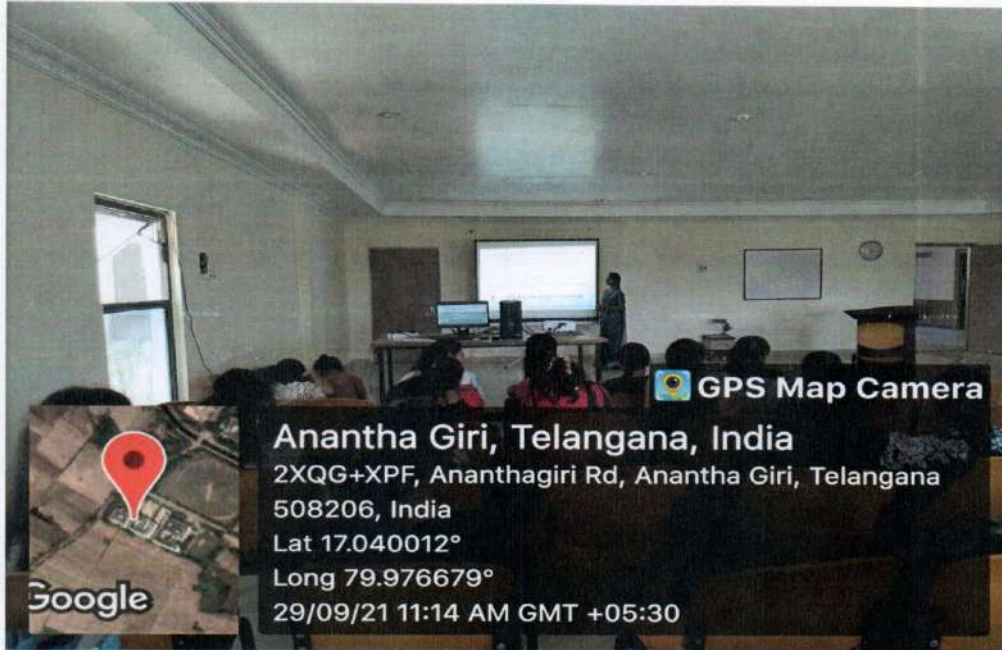 GPS Map Camera
Anantha Giri, Telangana, India
2XQG+XPF, Ananthagiri Rd, Anantha Giri, Telangana
508206, India
Lat 17.040012°
Long 79.976679°
29/09/21 11:14 AM GMT +05:30
Google